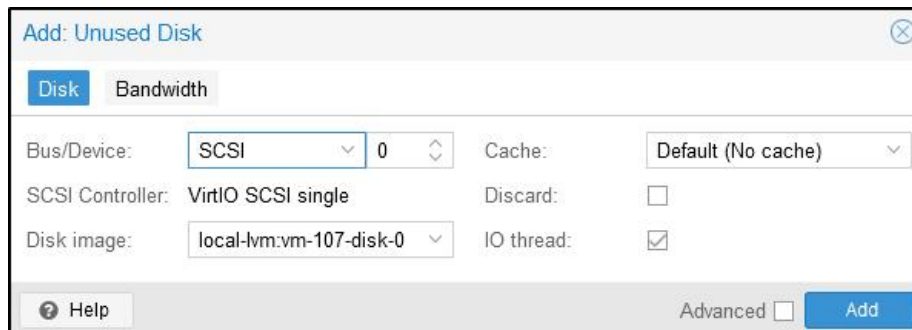 Add: Unused Disk
Disk Bandwidth
Bus/Device: SCSI 0 Cache: Default (No cache)
SCSI Controller: VirtIO SCSI single Discard:
Disk image: local-lvm:vm-107-disk-0 IO thread:
Help Advanced Add